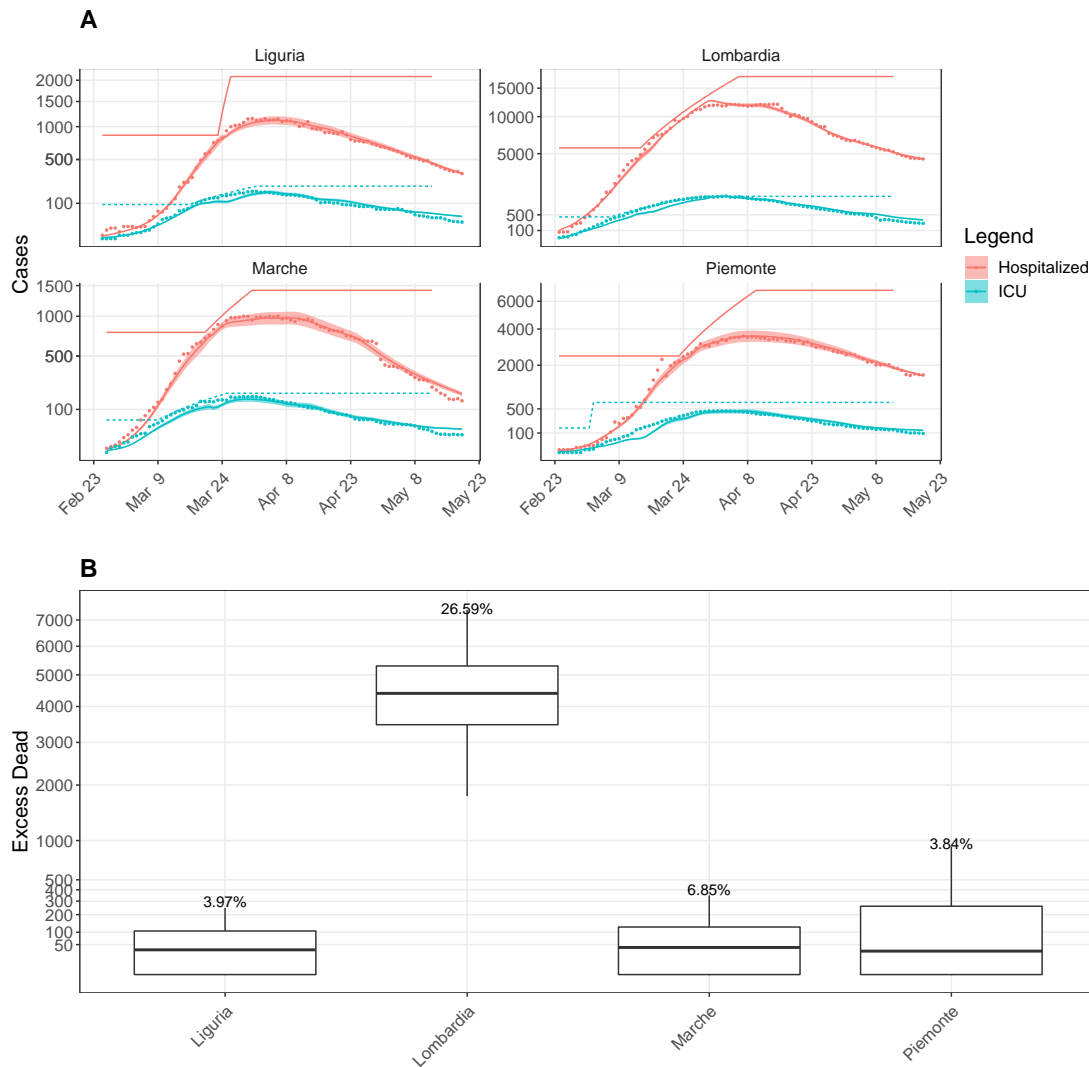 A
Liguria
Lombardia
2000
1500
1000
500
100
15000
10000
5000
500
100
Marche
Piemonte
1500
1000
500
100
6000
4000
2000
500
100
Cases
Feb 23
Mar 9
Mar 24
Apr 8
Apr 23
May 8
May 23
Feb 23
Mar 9
Mar 24
Apr 8
Apr 23
May 8
May 23
Legend
Hospitalized
ICU
B
Excess Dead
7000
6000
5000
4000
3000
2000
1000
500
400
300
200
100
50
3.97%
26.59%
6.85%
3.84%
Liguria
Lombardia
Marche
Piemonte